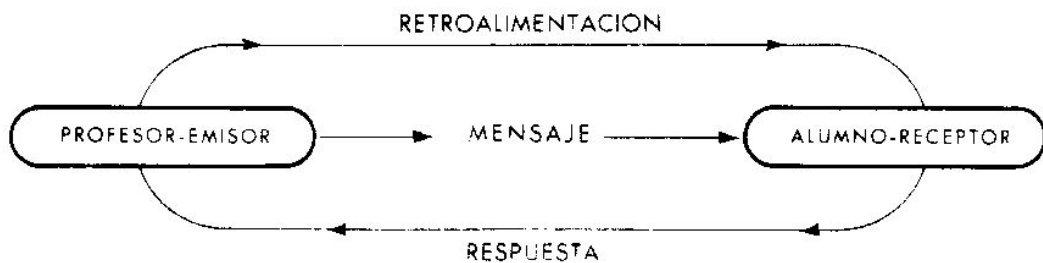 RETROALIMENTACION
PROFESOR-EMISOR
MENSAJE
ALUMNO-RECEPTOR
RESPUESTA